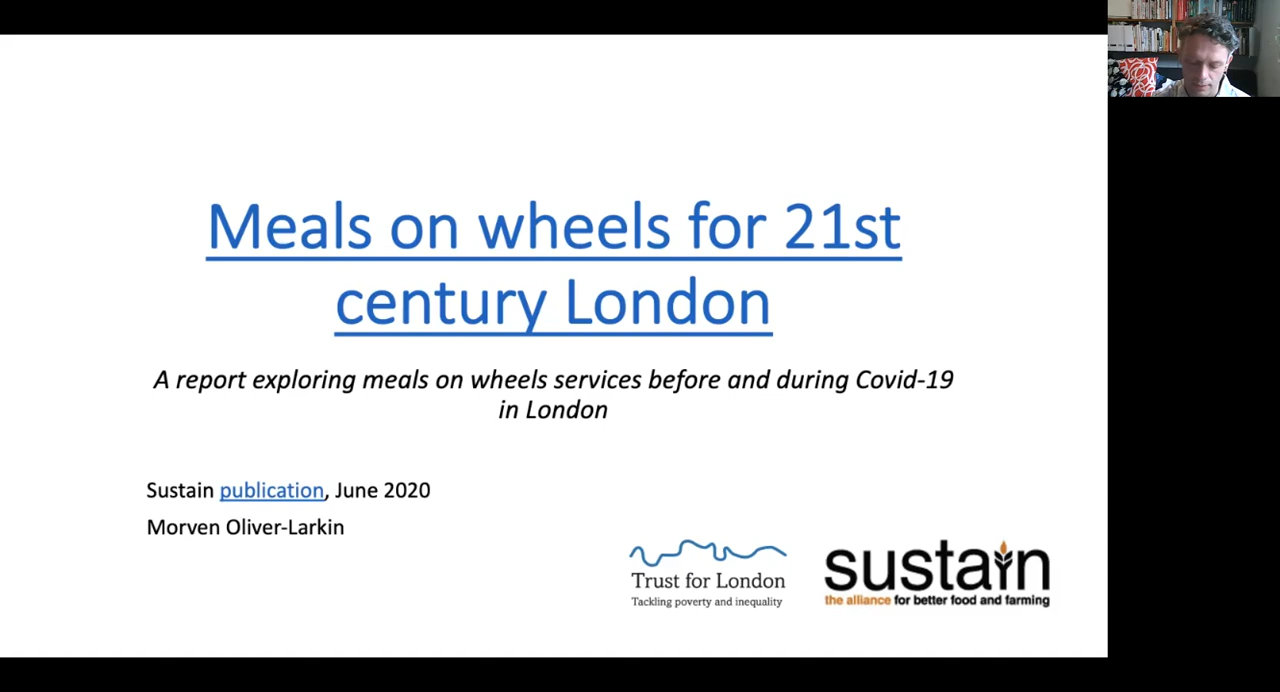 Meals on wheels for 21st
century London
A report exploring meals on wheels services before and during Covid-19
in London
Sustain publication, June 2020
Morven Oliver-Larkin
Trust for London
Tackling poverty and inequality
sustain
the alliance for better food and farming